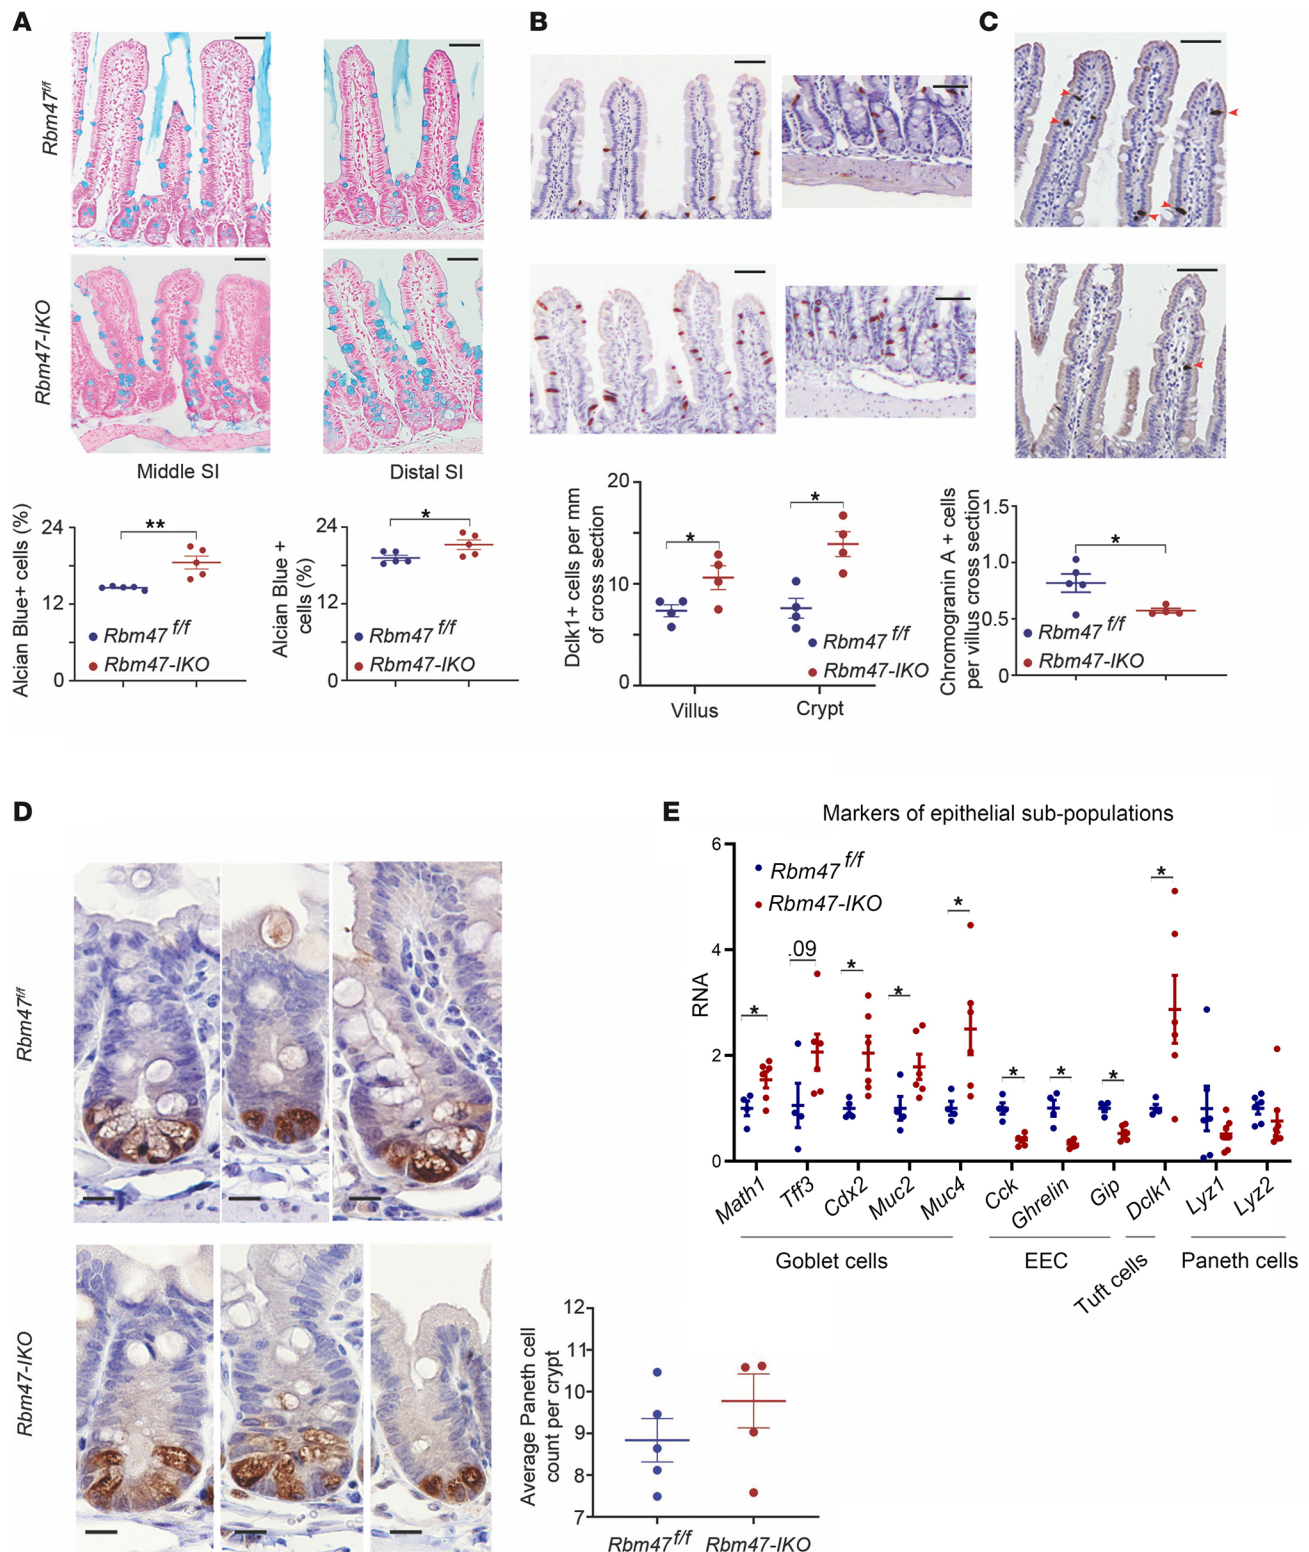 A
B
C
Rbm47f/f
Rbm47-IKO
Middle SI
Distal SI
Alcian Blue+ cells (%)
24
12
0
**
Rbm47 f/f
Rbm47-IKO
Alcian Blue +
cells (%)
24
12
0
*
Rbm47 f/f
Rbm47-IKO
Dclk1+ cells per mm
of cross section
20
10
0
*
*
Rbm47 f/f
Rbm47-IKO
Villus
Crypt
Chromogranin A + cells
per villus cross section
1.5
1.0
0.5
0
*
Rbm47 f/f
Rbm47-IKO
D
Rbm47f/f
Rbm47-IKO
Average Paneth cell
count per crypt
12
11
10
9
8
7
Rbm47f/f
Rbm47-IKO
E
Markers of epithelial sub-populations
RNA
6
4
2
0
Rbm47 f/f
Rbm47-IKO
*
.09
*
*
*
*
*
*
*
Math1
Tff3
Cdx2
Muc2
Muc4
Cck
Ghrelin
Gip
Dclk1
Lyz1
Lyz2
Goblet cells
EEC
Tuft cells
Paneth cells